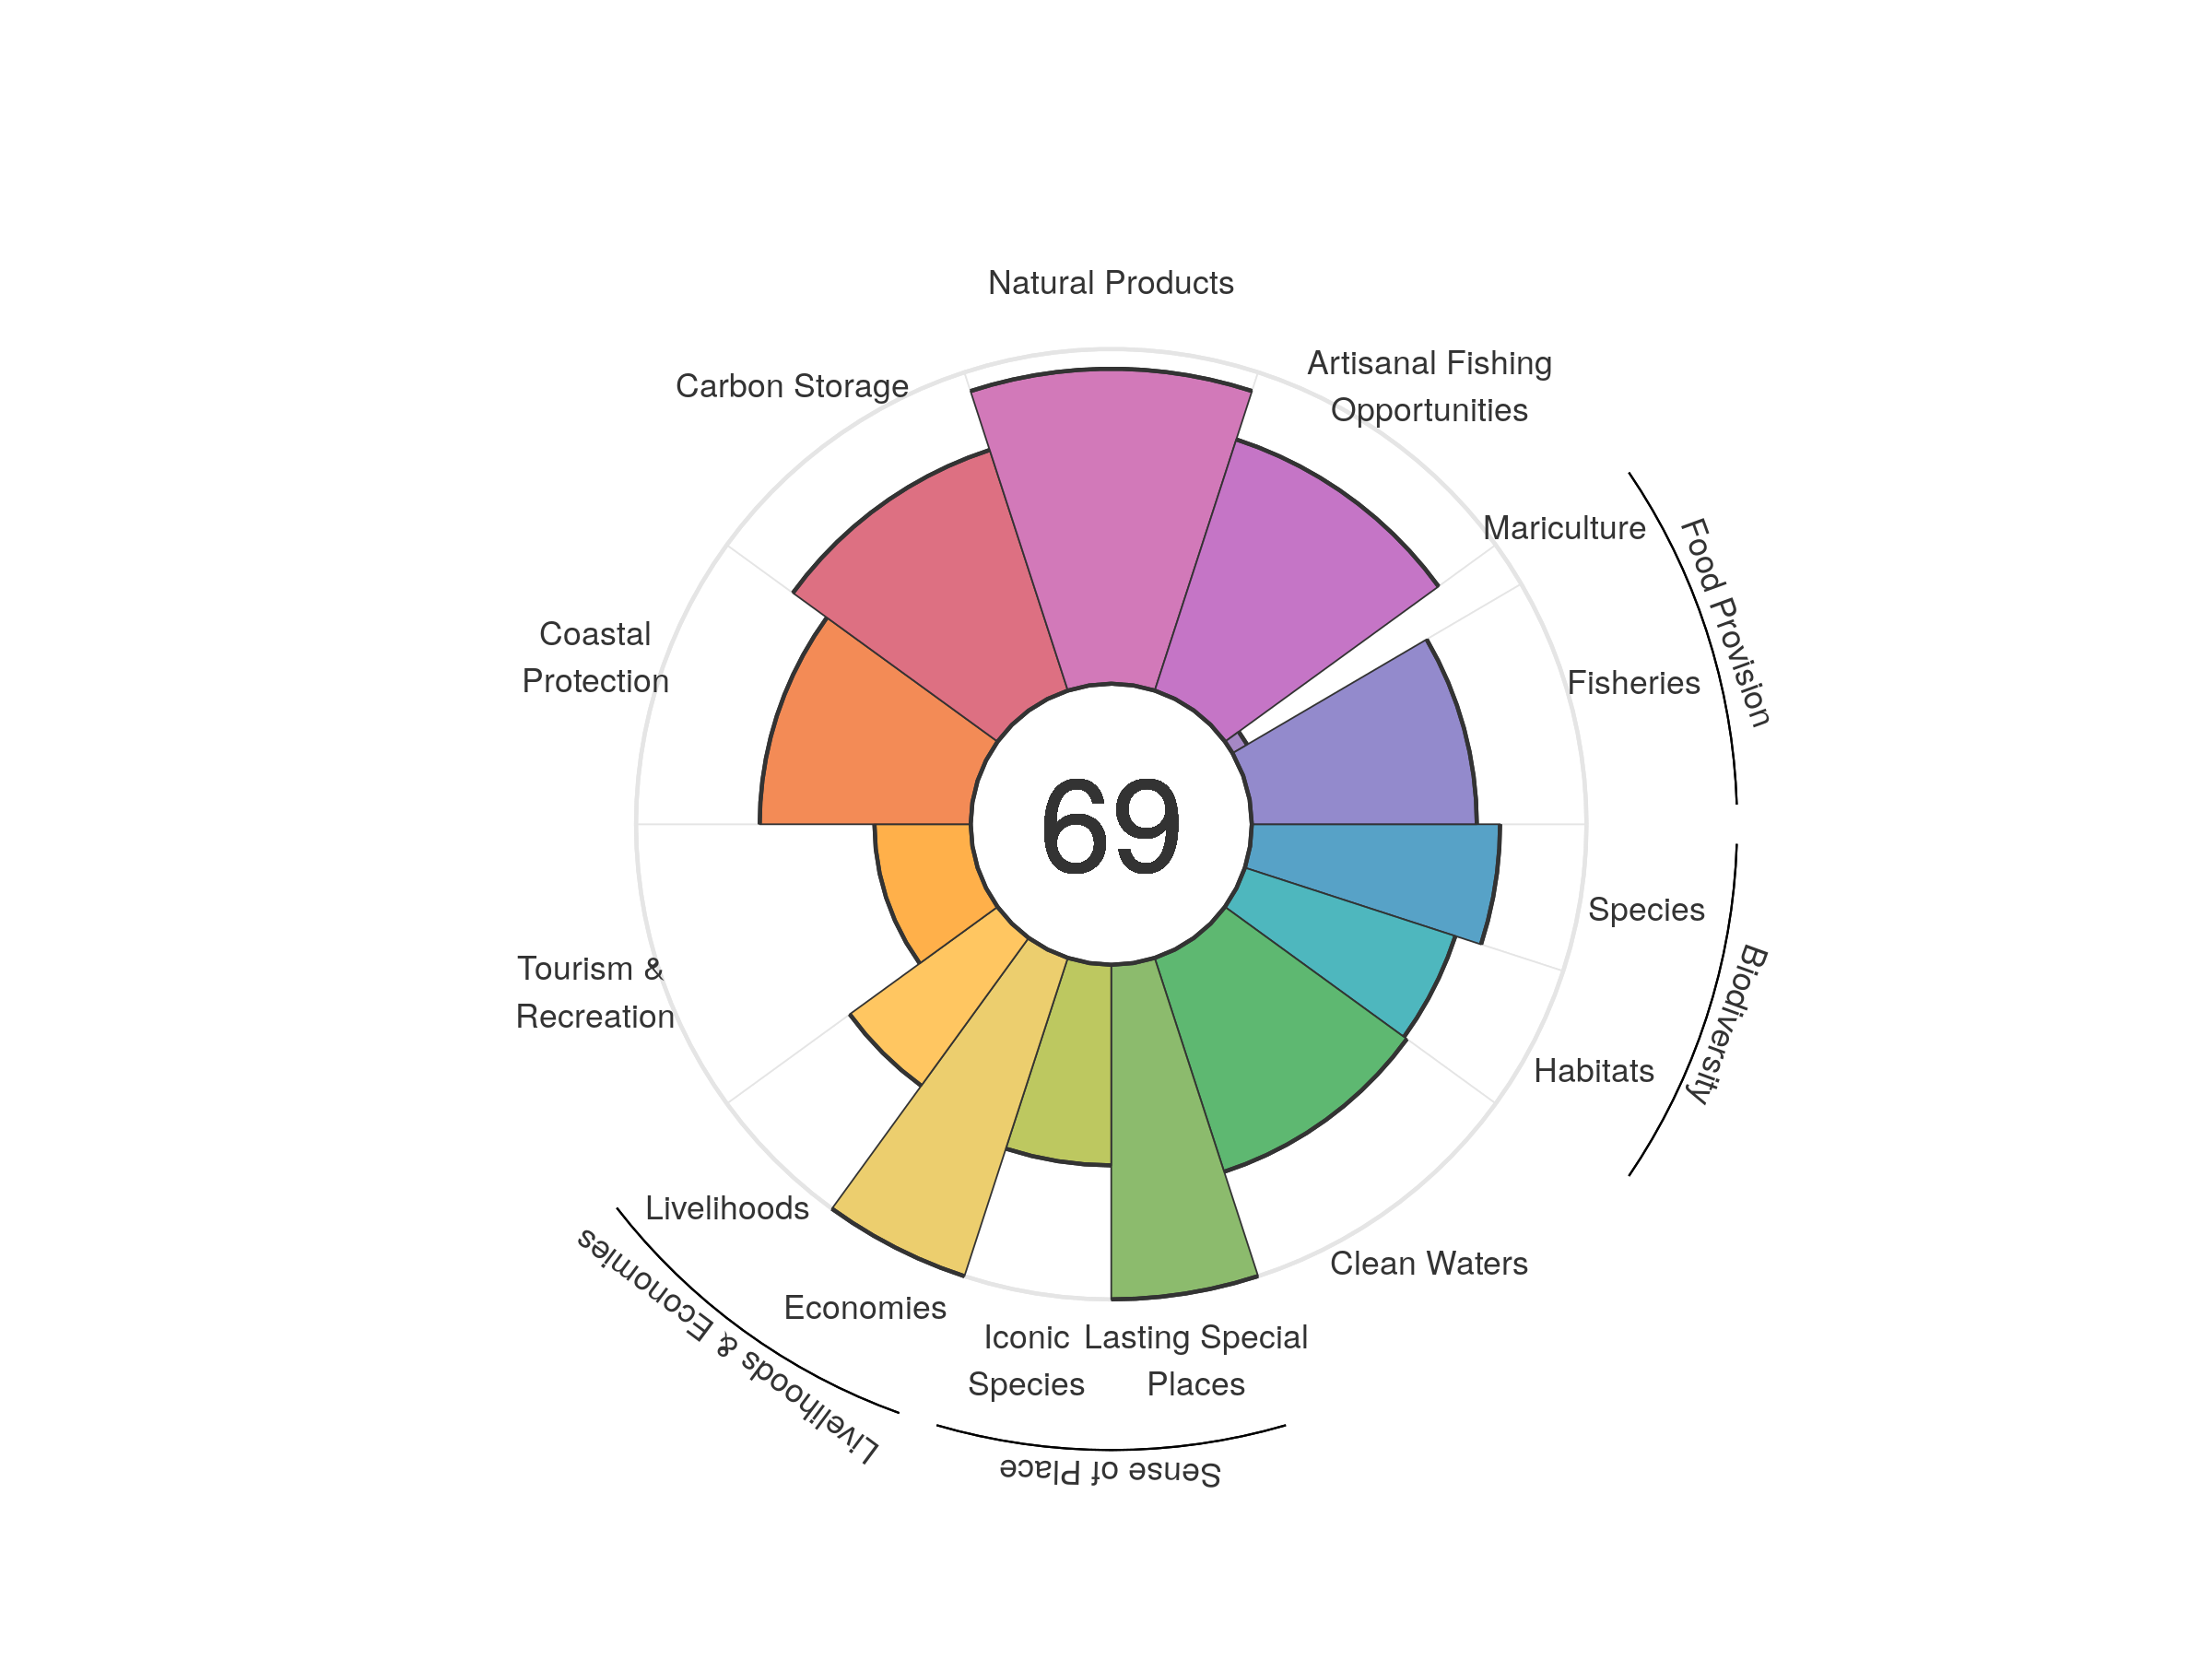 Natural Products
Artisanal Fishing
Opportunities
Carbon Storage
Mariculture
Food Provision
Fisheries
Coastal
Protection
69
Species
Biodiversity
Habitats
Tourism &
Recreation
Livelihoods
Clean Waters
Economies
Livelihoods & Economies
Iconic
Species
Lasting Special
Places
Sense of Place